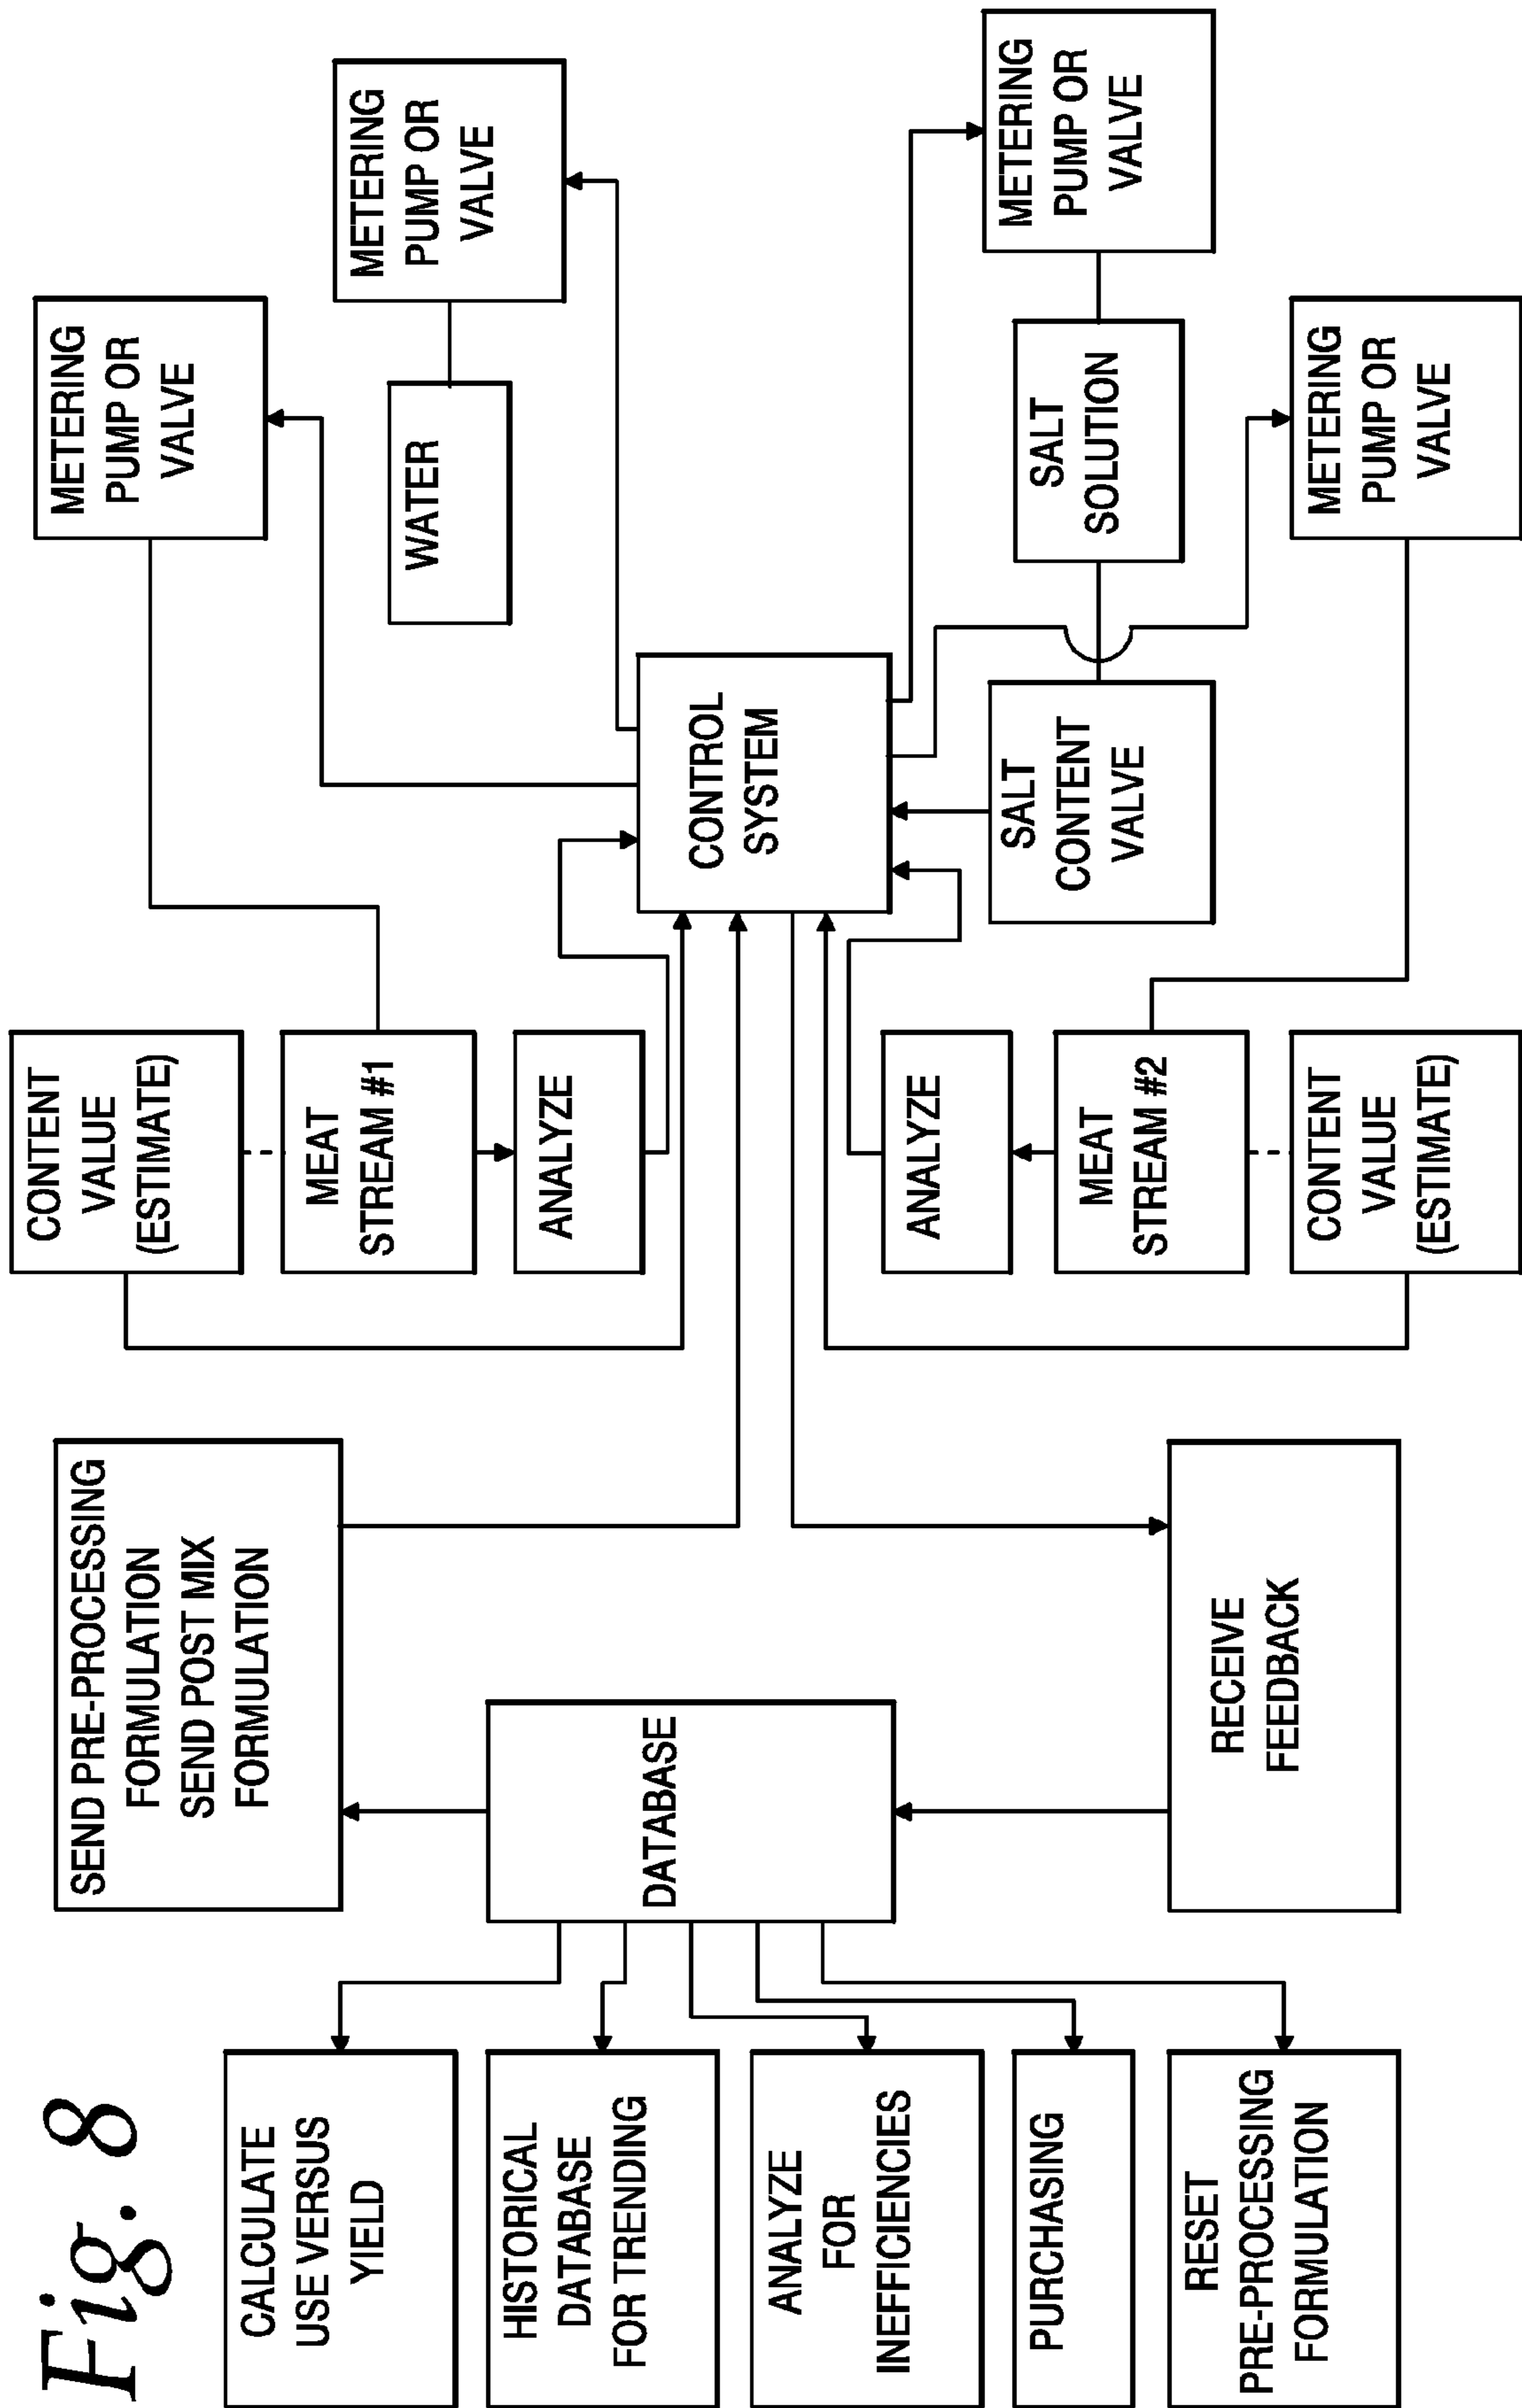 Fig. 8
CALCULATE
USE VERSUS
YIELD
HISTORICAL
DATABASE
FOR TRENDING
ANALYZE
FOR
INEFFICIENCIES
PURCHASING
RESET
PRE-PROCESSING
FORMULATION
SEND PRE-PROCESSING
FORMULATION
SEND POST MIX
FORMULATION
DATABASE
RECEIVE
FEEDBACK
CONTENT
VALUE
(ESTIMATE)
MEAT
STREAM #1
ANALYZE
ANALYZE
MEAT
STREAM #2
CONTENT
VALUE
(ESTIMATE)
CONTROL
SYSTEM
SALT
CONTENT
VALVE
METERING
PUMP OR
VALVE
WATER
METERING
PUMP OR
VALVE
SALT
SOLUTION
METERING
PUMP OR
VALVE
METERING
PUMP OR
VALVE